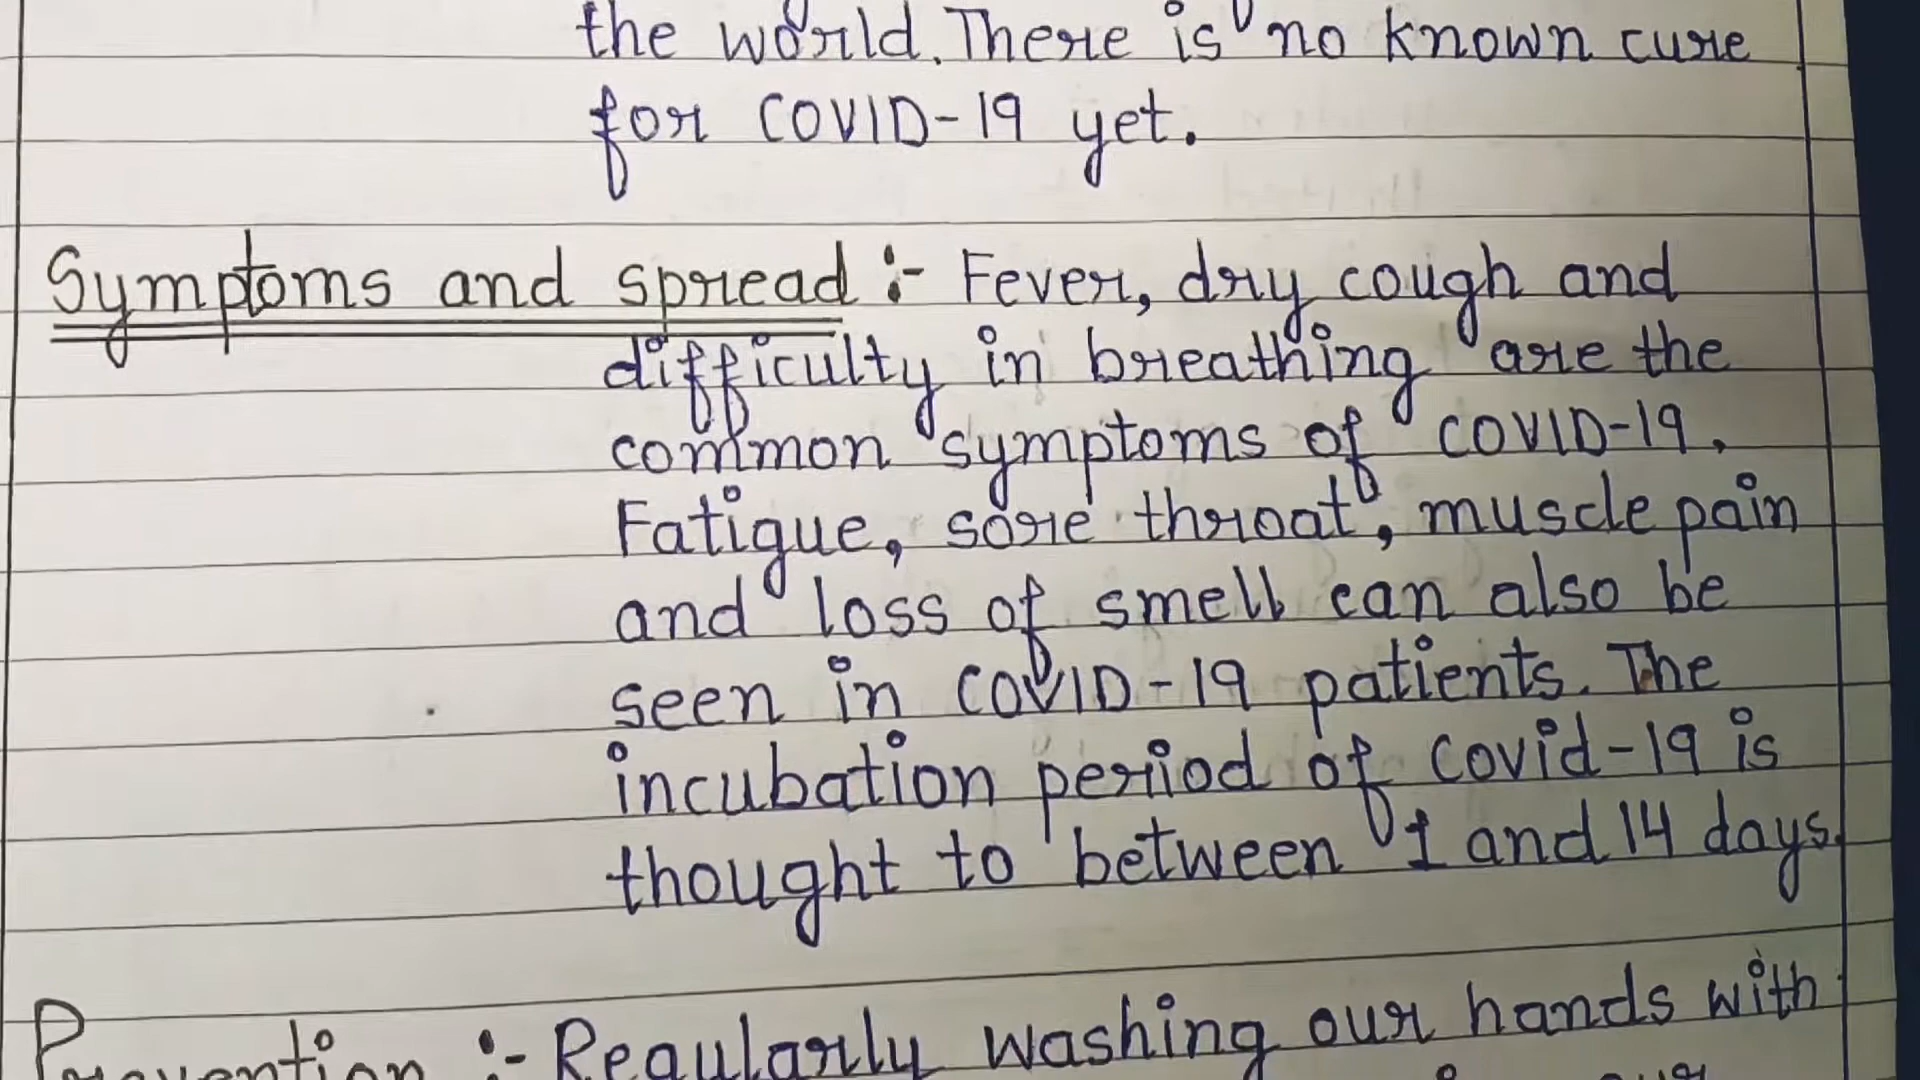 the world. There is no known cure
for COVID-19 yet.
Symptoms and spread :- Fever, dry cough and
difficulty in breathing are the
common symptoms of COVID-19.
Fatigue, sore throat, muscle pain
and loss of smell can also be
seen in COVID-19 patients. The
incubation period of covid-19 is
thought to between 1 and 14 days.
Prevention :- Regularly washing our hands with